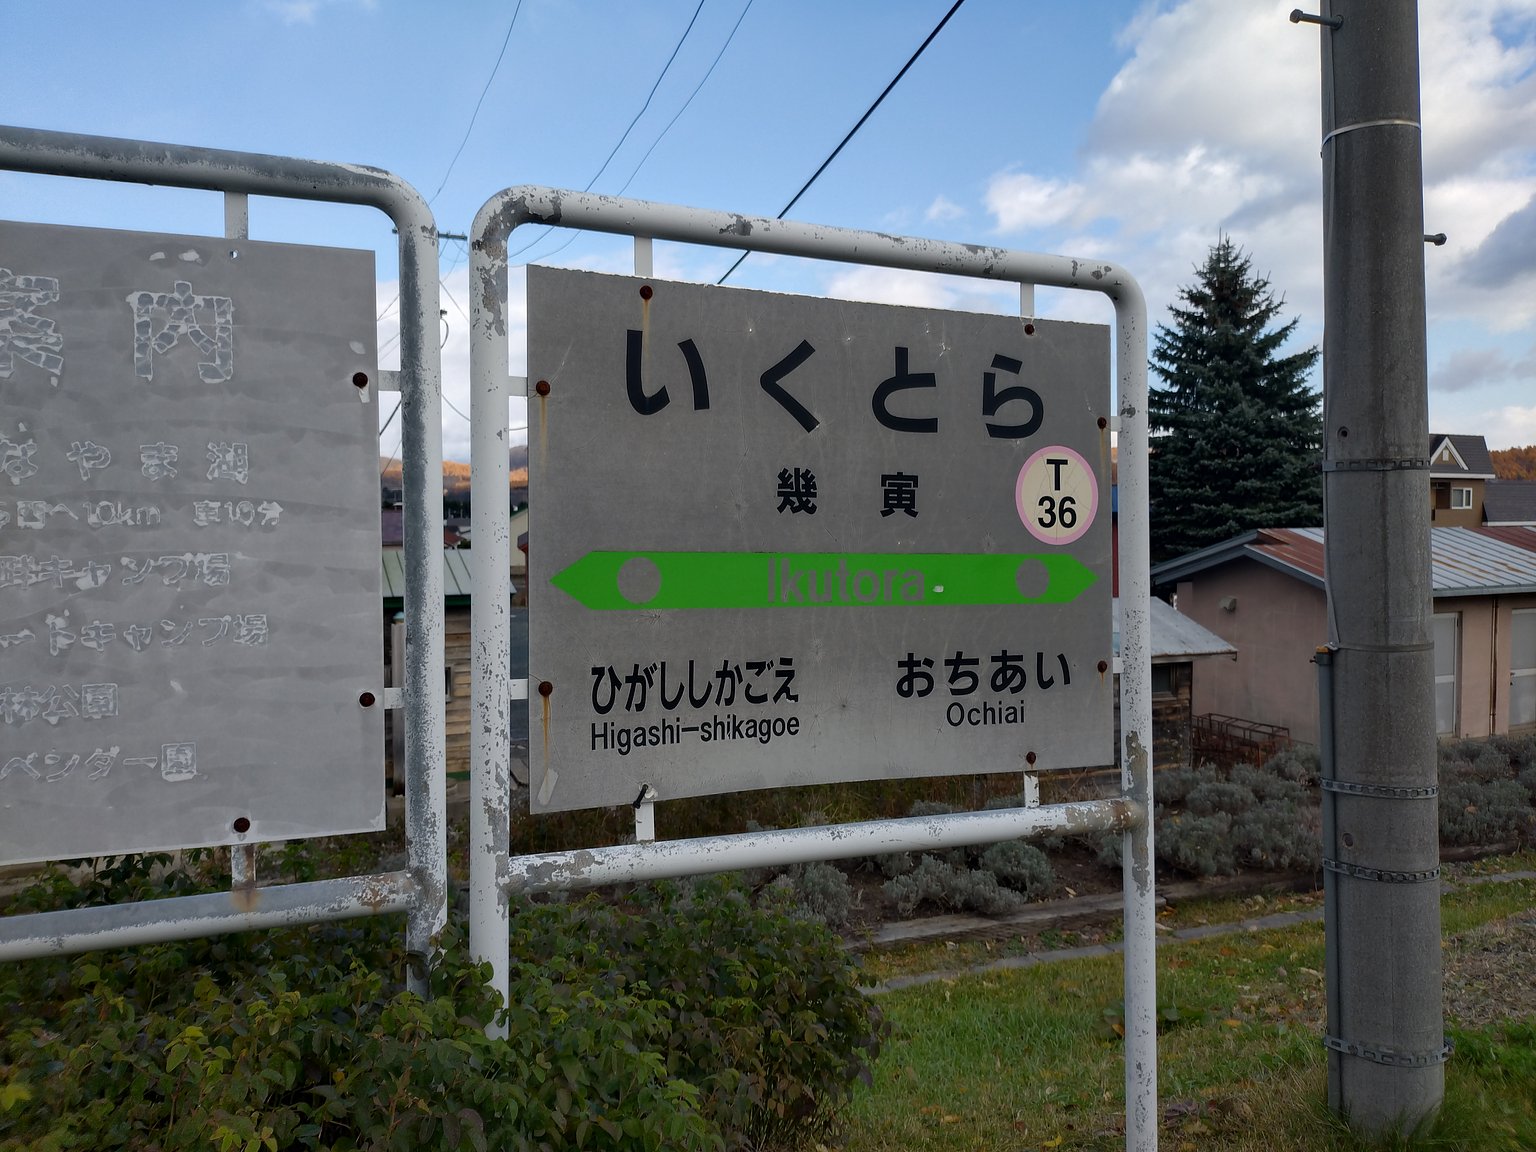 案内
なやま湖
へ10km 車10分
畔キャンプ場
ートキャンプ場
林公園
ベンダー園
いくとら
幾寅
T
36
Ikutora
ひがししかごえ
Higashi-shikagoe
おちあい
Ochiai